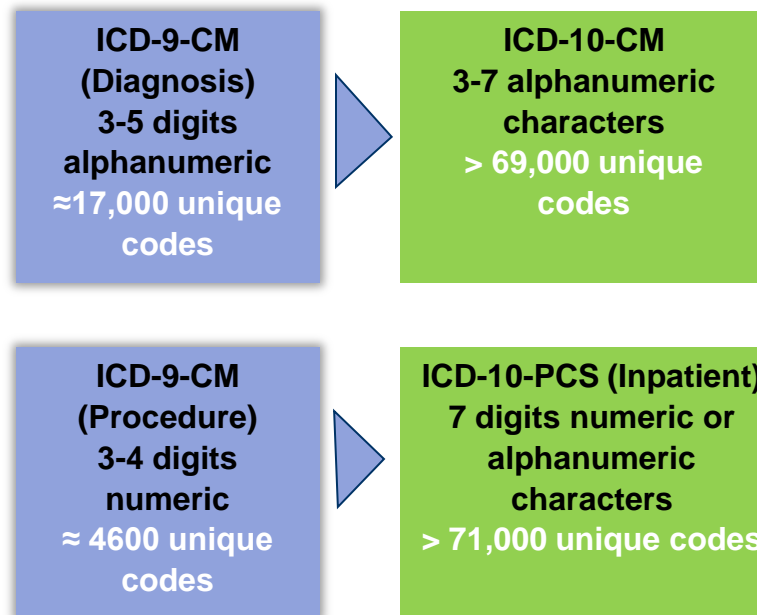 ICD-9-CM
(Diagnosis)
3-5 digits
alphanumeric
≈17,000 unique
codes
ICD-10-CM
3-7 alphanumeric
characters
> 69,000 unique
codes
ICD-9-CM
(Procedure)
3-4 digits
numeric
≈ 4600 unique
codes
ICD-10-PCS (Inpatient)
7 digits numeric or
alphanumeric
characters
> 71,000 unique codes